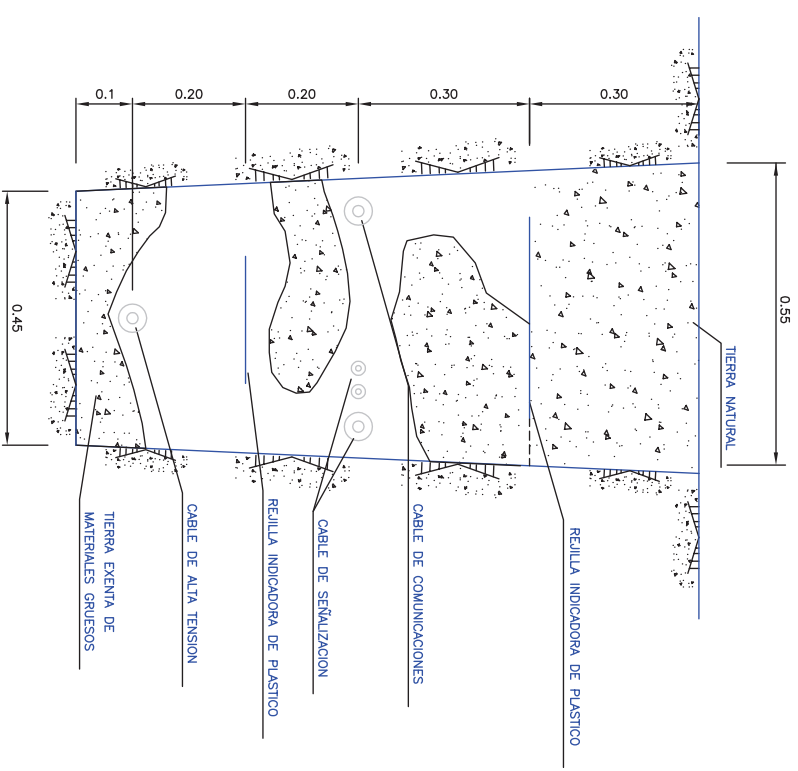 0.55
TIERRA NATURAL
0.30
REJILLA INDICADORA DE PLASTICO
0.30
CABLE DE COMUNICACIONES
CABLE DE SEÑALIZACION
0.20
REJILLA INDICADORA DE PLASTICO
0.20
CABLE DE ALTA TENSION
0.1
TIERRA EXENTA DE
MATERIALES GRUESOS
0.45